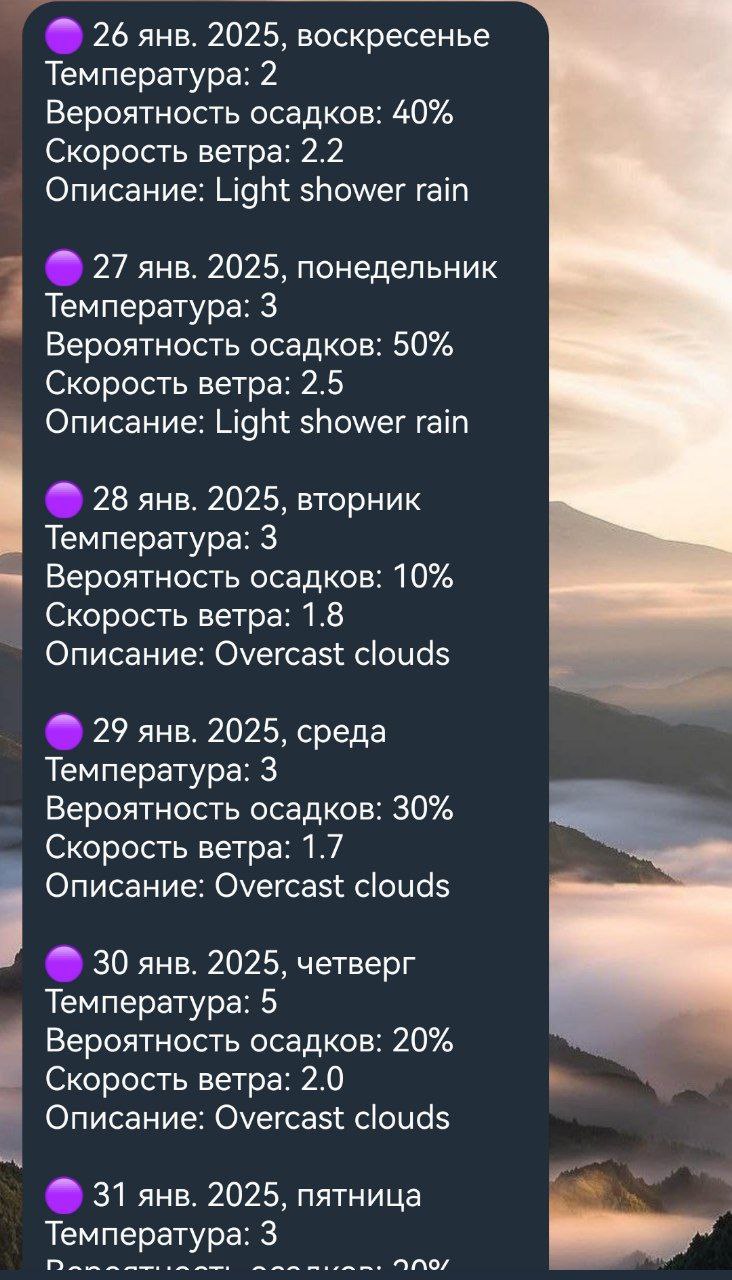 26 янв. 2025, воскресенье
Температура: 2
Вероятность осадков: 40%
Скорость ветра: 2.2
Описание: Light shower rain
27 янв. 2025, понедельник
Температура: 3
Вероятность осадков: 50%
Скорость ветра: 2.5
Описание: Light shower rain
28 янв. 2025, вторник
Температура: 3
Вероятность осадков: 10%
Скорость ветра: 1.8
Описание: Overcast clouds
29 янв. 2025, среда
Температура: 3
Вероятность осадков: 30%
Скорость ветра: 1.7
Описание: Overcast clouds
30 янв. 2025, четверг
Температура: 5
Вероятность осадков: 20%
Скорость ветра: 2.0
Описание: Overcast clouds
31 янв. 2025, пятница
Температура: 3
Вероятность осадков: